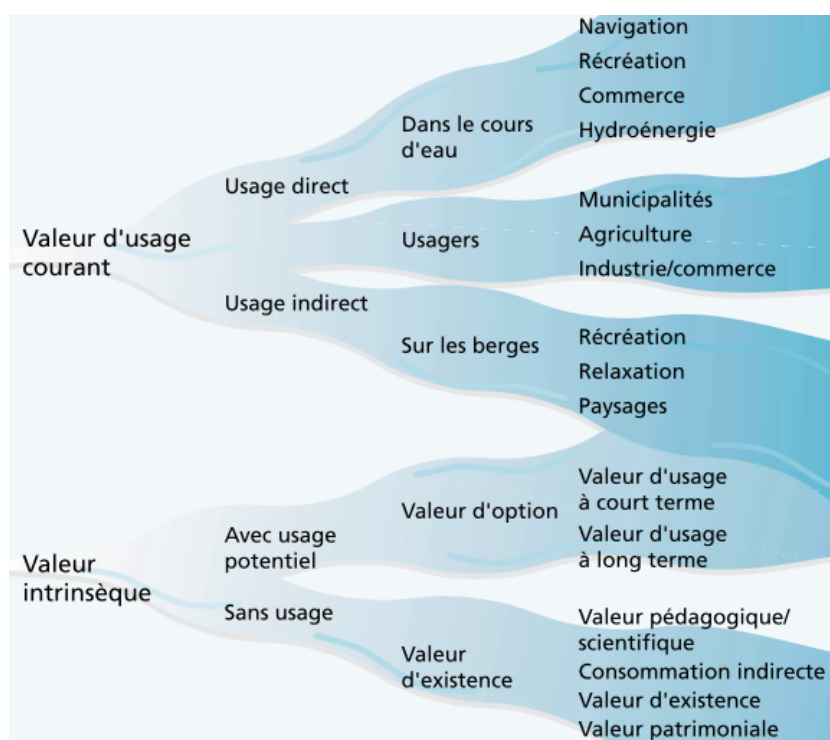 Navigation
Récréation
Commerce
Dans le cours
d'eau
Hydroénergie
Usage direct
Municipalités
Valeur d'usage
courant
Usagers
Agriculture
Industrie/commerce
Usage indirect
Sur les berges
Récréation
Relaxation
Paysages
Valeur d'usage
à court terme
Valeur d'option
Avec usage
potentiel
Valeur d'usage
à long terme
Valeur
intrinsèque
Sans usage
Valeur pédagogique/
scientifique
Valeur
d'existence
Consommation indirecte
Valeur d'existence
Valeur patrimoniale